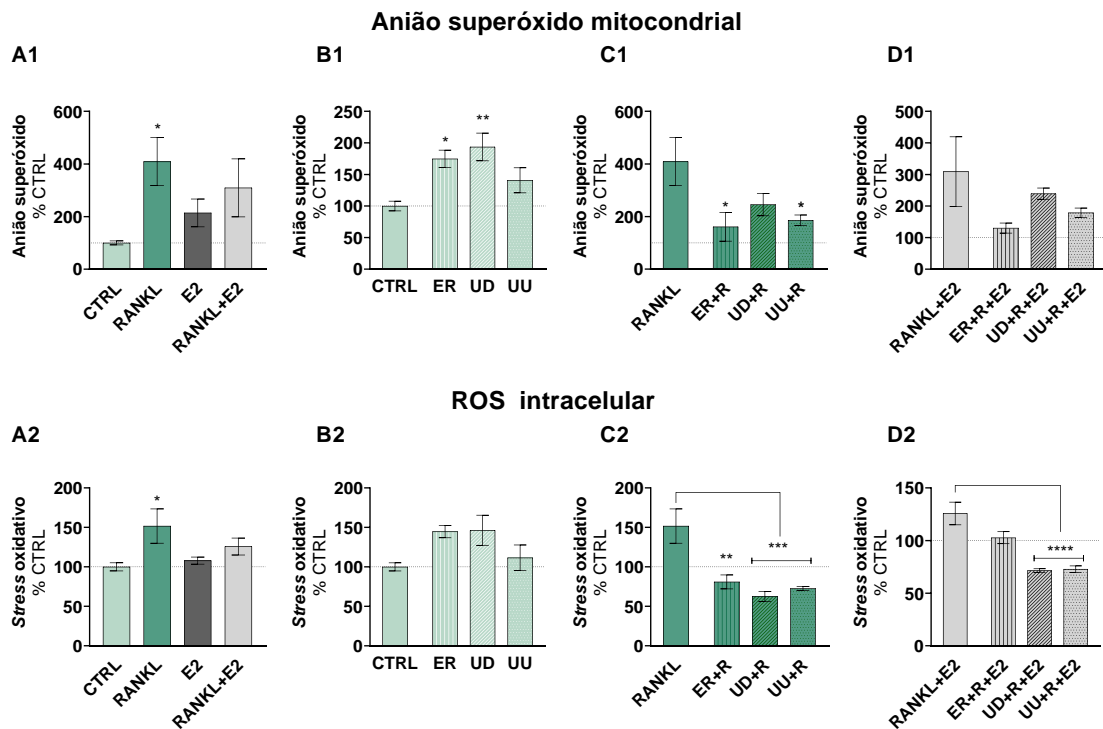 Anião superóxido mitocondrial
A1
Anião superóxido
% CTRL
600
400
200
0
*
CTRL
RANKL
E2
RANKL+E2
B1
Anião superóxido
% CTRL
250
200
150
100
50
0
*
**
CTRL
ER
UD
UU
C1
Anião superóxido
% CTRL
600
400
200
0
*
*
RANKL
ER+R
UD+R
UU+R
D1
Anião superóxido
% CTRL
500
400
300
200
100
0
RANKL+E2
ER+R+E2
UD+R+E2
UU+R+E2
ROS intracelular
A2
Stress oxidativo
% CTRL
200
150
100
50
0
*
CTRL
RANKL
E2
RANKL+E2
B2
Stress oxidativo
% CTRL
200
150
100
50
0
CTRL
ER
UD
UU
C2
Stress oxidativo
% CTRL
200
150
100
50
0
**
***
RANKL
ER+R
UD+R
UU+R
D2
Stress oxidativo
% CTRL
150
100
50
0
****
RANKL+E2
ER+R+E2
UD+R+E2
UU+R+E2